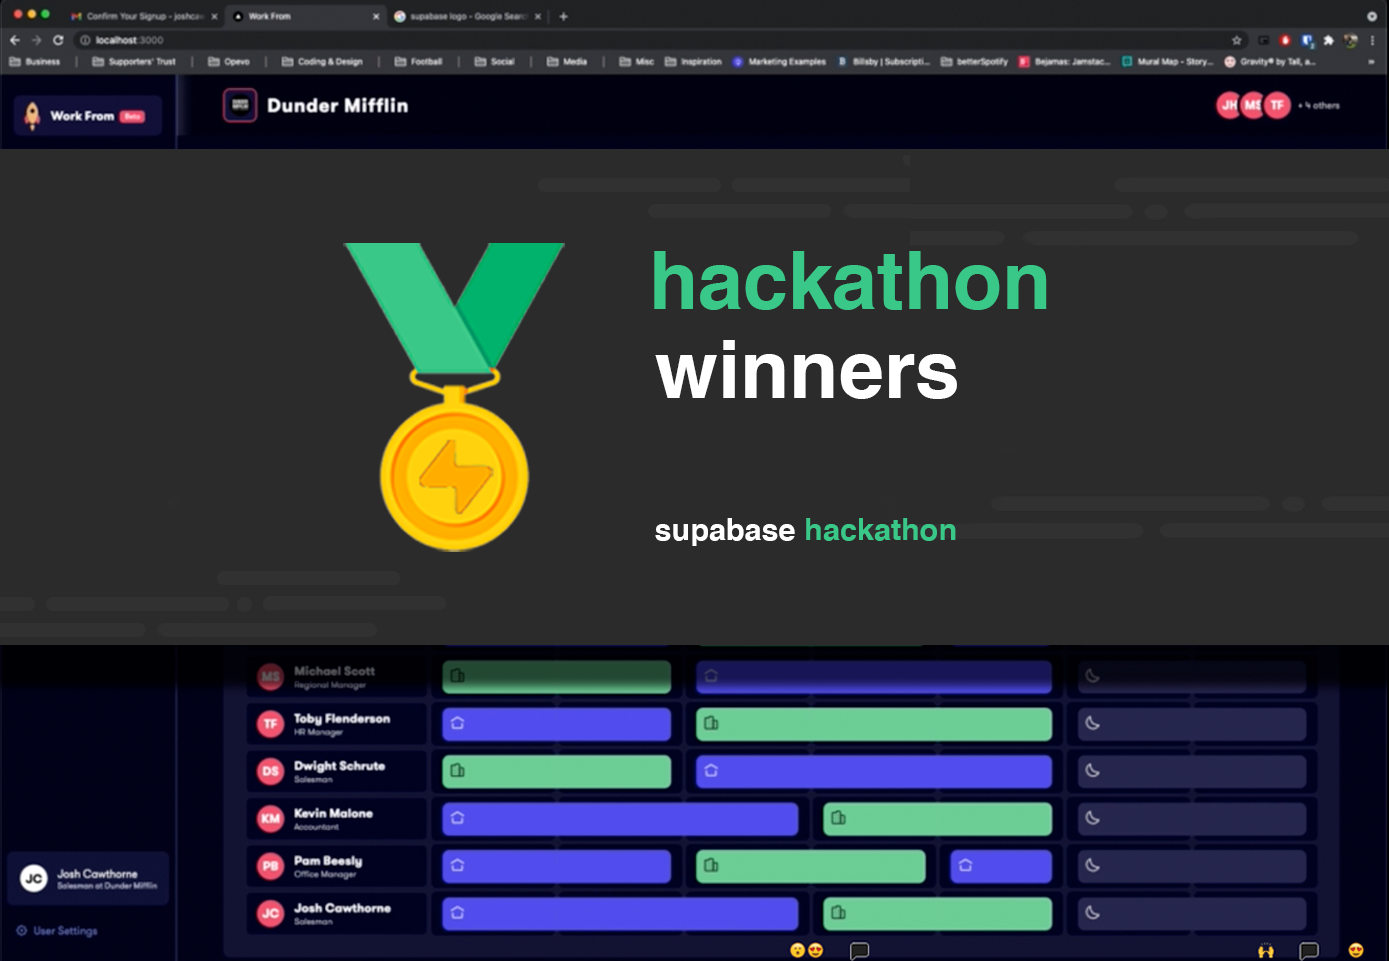 Confirm Your Signup - joshcaw
Work From
supabase logo - Google Search
localhost:3000
Business
Supporters' Trust
Opevo
Coding & Design
Football
Social
Media
Misc
Inspiration
Marketing Examples
Billsby | Subscripti...
betterSpotify
Bejamas: Jamstac...
Mural Map - Story...
Gravity® by Tall, a...
Work From Beta
Dunder Mifflin
JH MS TF + 4 others
hackathon
winners
supabase hackathon
MS Michael Scott
Regional Manager
TF Toby Flenderson
HR Manager
DS Dwight Schrute
Salesman
KM Kevin Malone
Accountant
PB Pam Beesly
Office Manager
JC Josh Cawthorne
Salesman
JC Josh Cawthorne
Salesman at Dunder Mifflin
User Settings